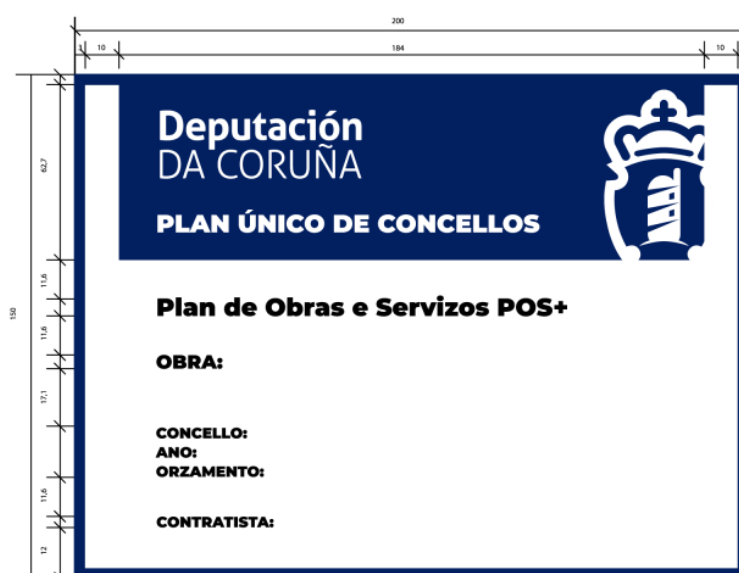 200
3 10 184 10
62,7
Deputación
DA CORUÑA
PLAN ÚNICO DE CONCELLOS
11,6
150
Plan de Obras e Servizos POS+
11,6
OBRA:
17,1
CONCELLO:
ANO:
ORZAMENTO:
11,6
CONTRATISTA:
12